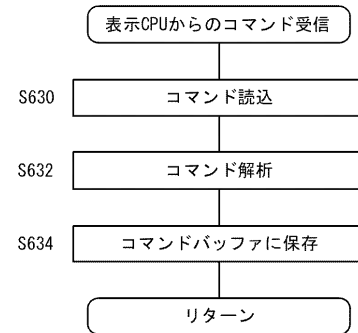 表示CPUからのコマンド受信
S630 コマンド読込
S632 コマンド解析
S634 コマンドバッファに保存
リターン